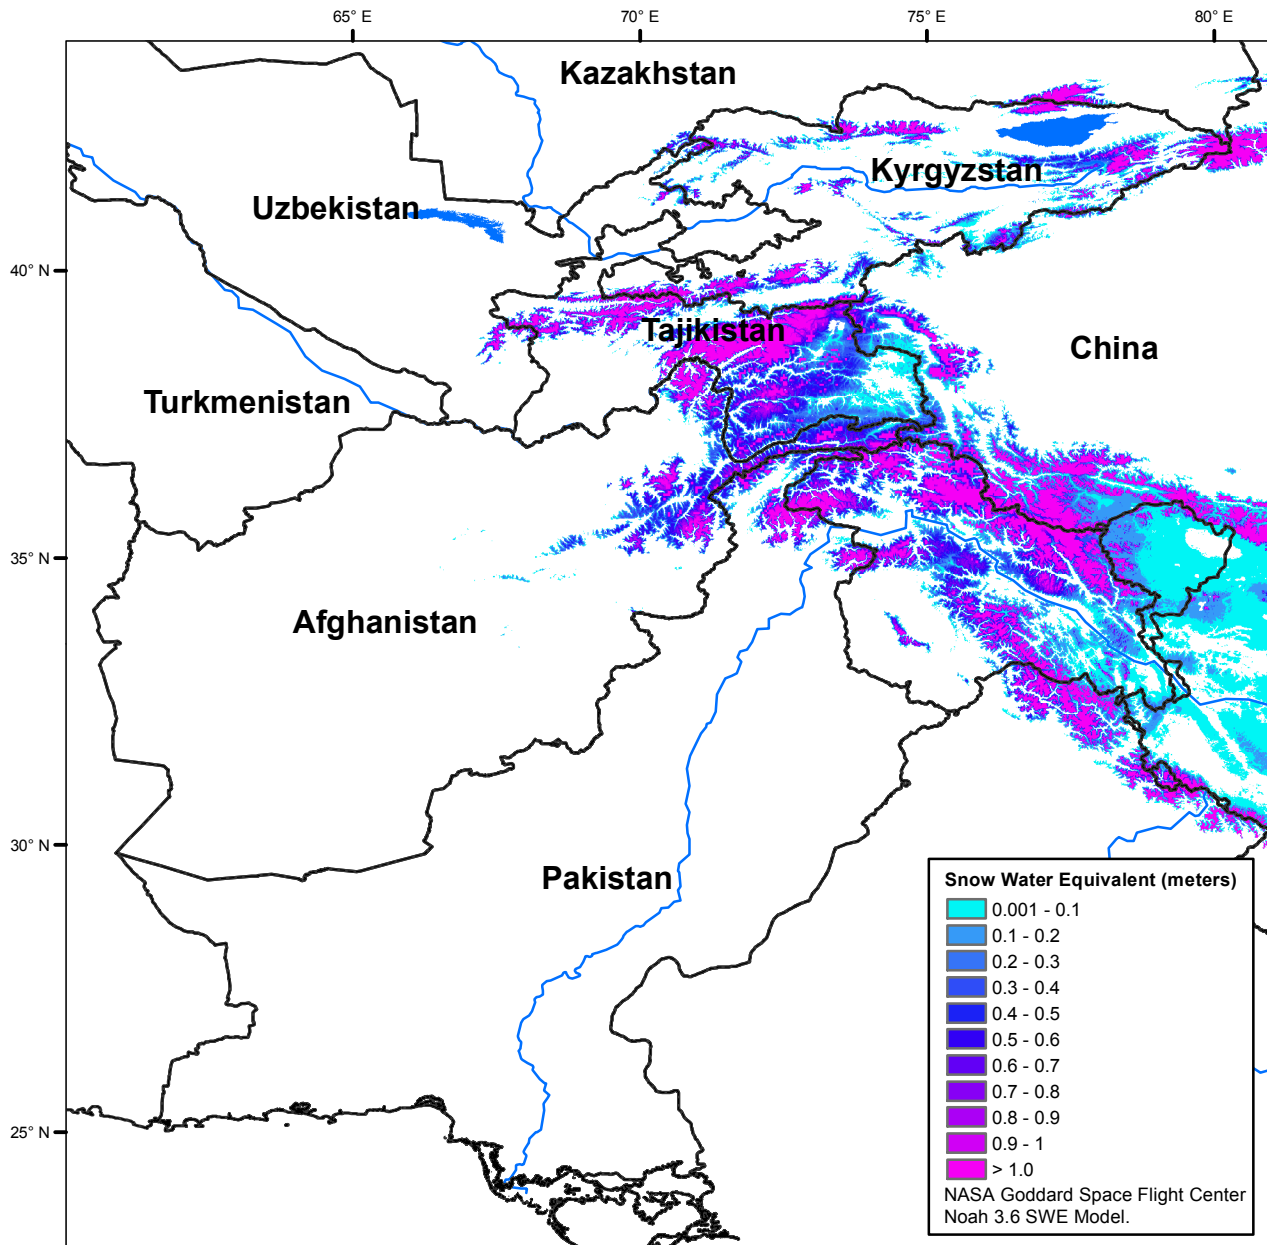 65° E
70° E
75° E
80° E
Kazakhstan
Kyrgyzstan
Uzbekistan
40° N
Tajikistan
China
Turkmenistan
35° N
Afghanistan
30° N
Pakistan
25° N
Snow Water Equivalent (meters)
0.001 - 0.1
0.1 - 0.2
0.2 - 0.3
0.3 - 0.4
0.4 - 0.5
0.5 - 0.6
0.6 - 0.7
0.7 - 0.8
0.8 - 0.9
0.9 - 1
> 1.0
NASA Goddard Space Flight Center
Noah 3.6 SWE Model.